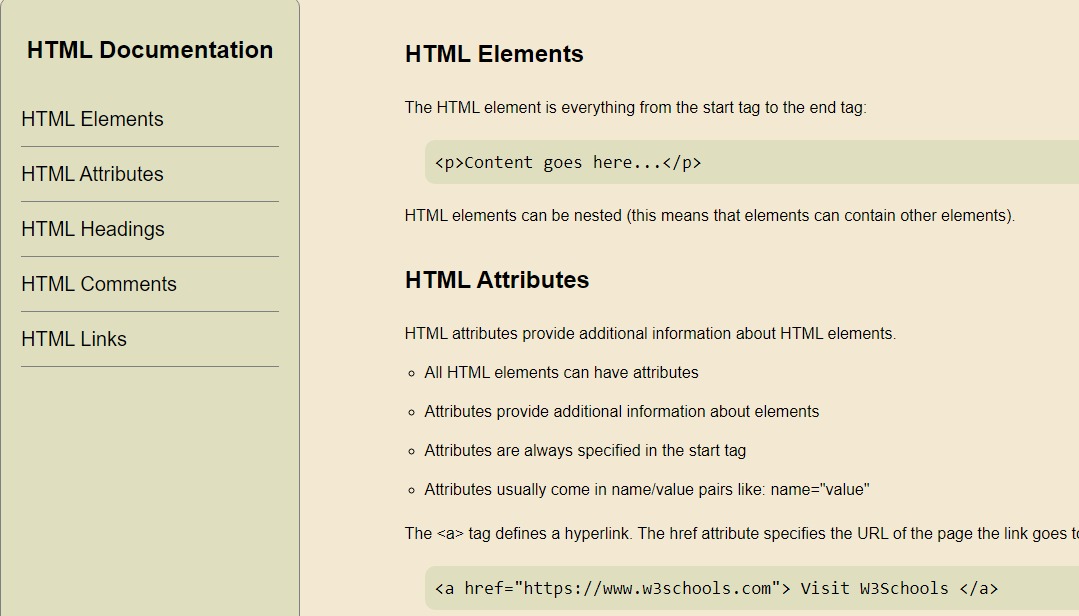 HTML Documentation
HTML Elements
HTML Attributes
HTML Headings
HTML Comments
HTML Links
HTML Elements
The HTML element is everything from the start tag to the end tag:
<p>Content goes here...</p>
HTML elements can be nested (this means that elements can contain other elements).
HTML Attributes
HTML attributes provide additional information about HTML elements.
All HTML elements can have attributes
Attributes provide additional information about elements
Attributes are always specified in the start tag
Attributes usually come in name/value pairs like: name="value"
The <a> tag defines a hyperlink. The href attribute specifies the URL of the page the link goes
<a href="https://www.w3schools.com"> Visit W3Schools </a>